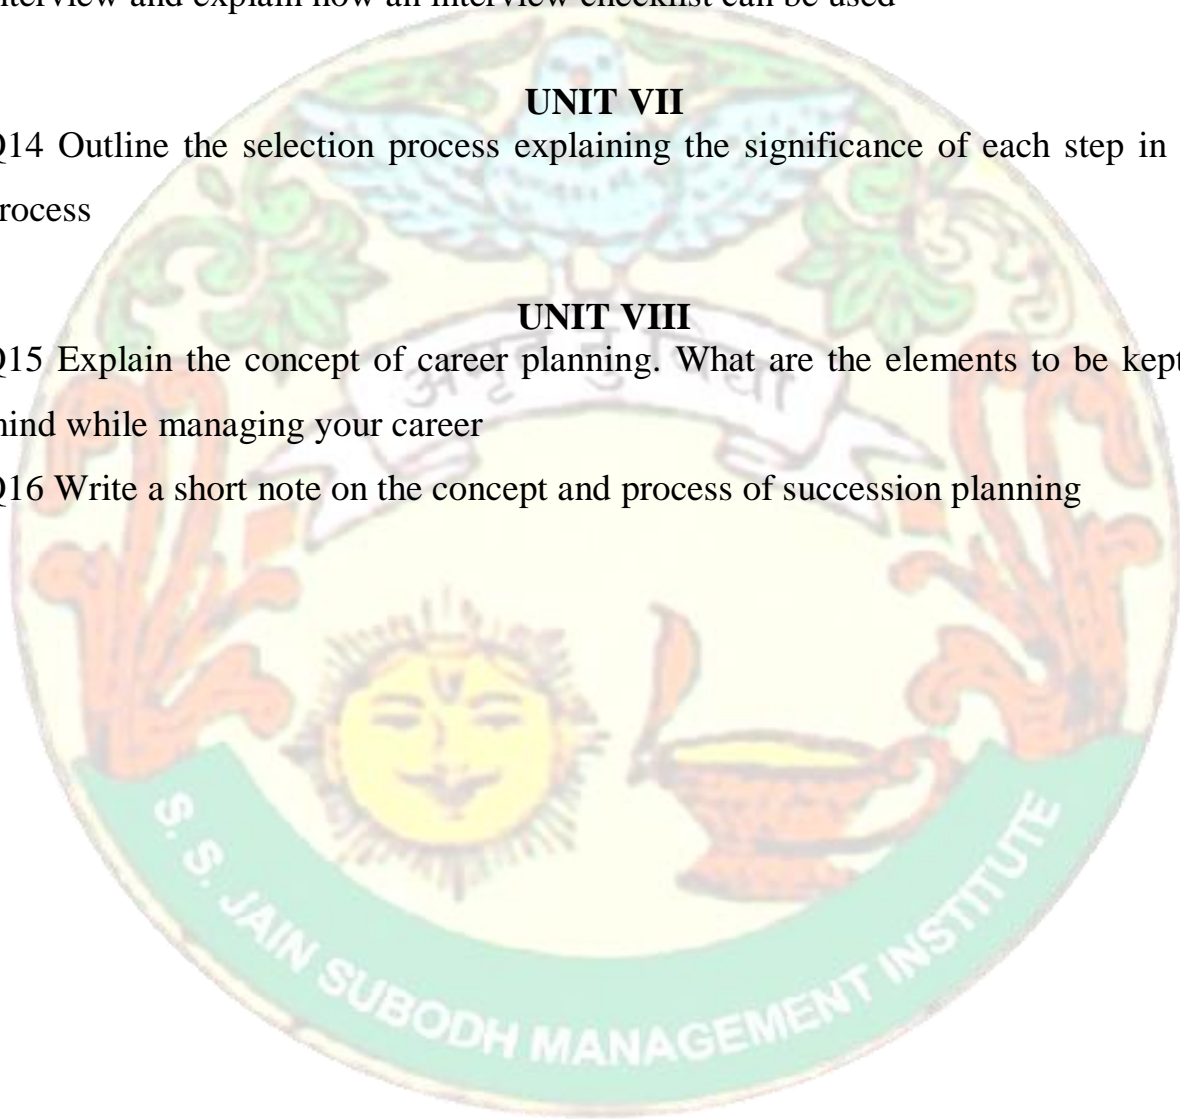 interview and explain how an interview checklist can be used
UNIT VII
Q14 Outline the selection process explaining the significance of each step in
process
UNIT VIII
Q15 Explain the concept of career planning. What are the elements to be kept
mind while managing your career
Q16 Write a short note on the concept and process of succession planning
S. S. JAIN SUBODH MANAGEMENT INSTITUTE